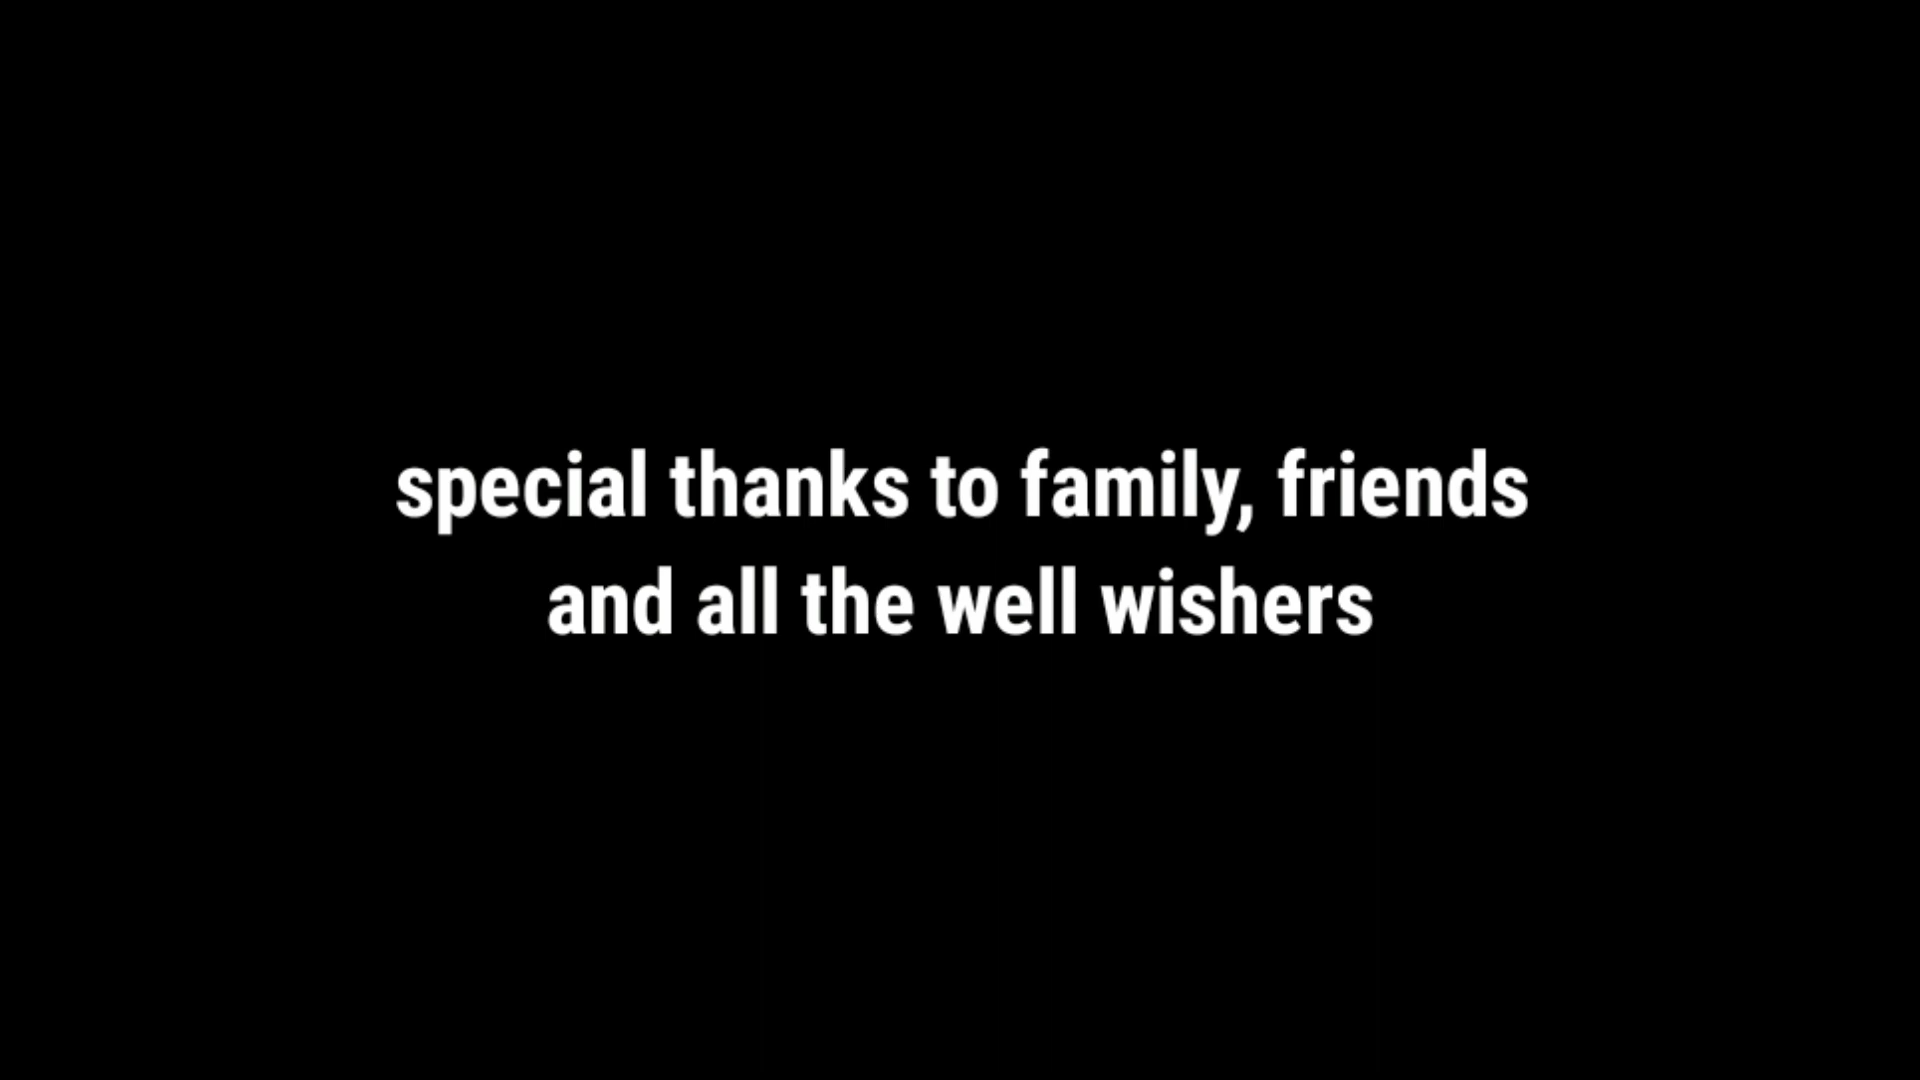 special thanks to family, friends
and all the well wishers